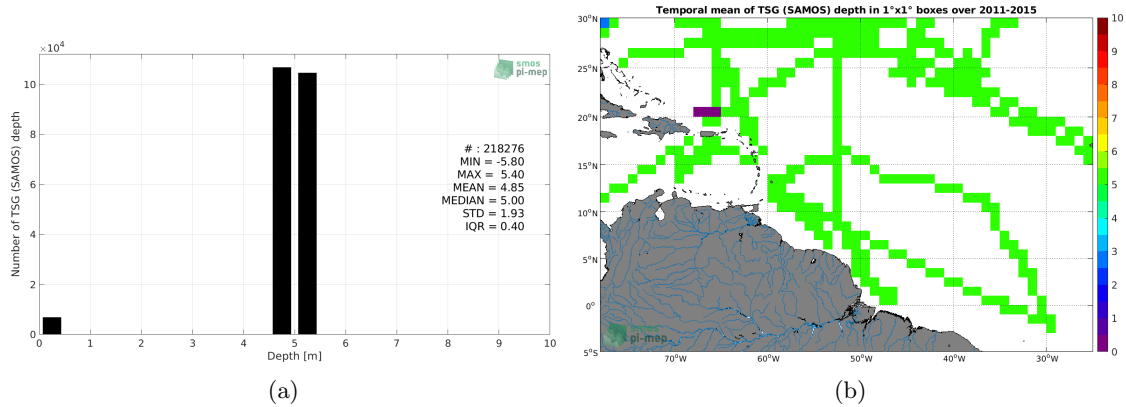 ×10⁴
10
8
6
4
2
0
Number of TSG (SAMOS) depth
0 1 2 3 4 5 6 7 8 9 10
Depth [m]
smos
pi-mep
# : 218276
MIN = -5.80
MAX = 5.40
MEAN = 4.85
MEDIAN = 5.00
STD = 1.93
IQR = 0.40
(a)
Temporal mean of TSG (SAMOS) depth in 1°x1° boxes over 2011-2015
30°N
25°N
20°N
15°N
10°N
5°N
0°
5°S
70°W 60°W 50°W 40°W 30°W
smos
pi-mep
10
9
8
7
6
5
4
3
2
1
0
(b)